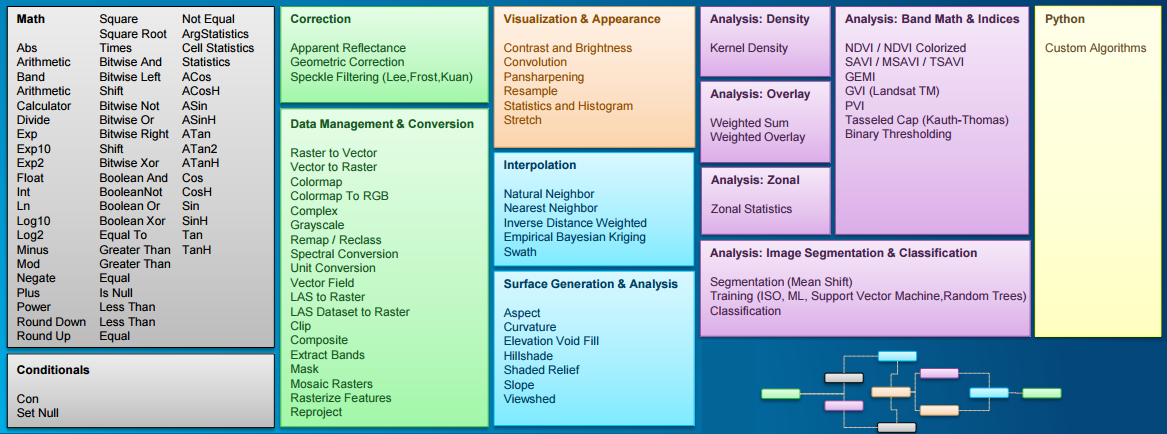 Math
Abs
Arithmetic
Band
Arithmetic
Calculator
Divide
Exp
Exp10
Exp2
Float
Int
Ln
Log10
Log2
Minus
Mod
Negate
Plus
Power
Round Down
Round Up
Square
Square Root
Times
Bitwise And
Bitwise Left
Shift
Bitwise Not
Bitwise Or
Bitwise Right
Shift
Bitwise Xor
Boolean And
BooleanNot
Boolean Or
Boolean Xor
Equal To
Greater Than
Greater Than
Equal
Is Null
Less Than
Less Than
Equal
Not Equal
ArgStatistics
Cell Statistics
Statistics
ACos
ACosH
ASin
ASinH
ATan
ATan2
ATanH
Cos
CosH
Sin
SinH
Tan
TanH
Conditionals
Con
Set Null
Correction
Apparent Reflectance
Geometric Correction
Speckle Filtering (Lee,Frost,Kuan)
Data Management & Conversion
Raster to Vector
Vector to Raster
Colormap
Colormap To RGB
Complex
Grayscale
Remap / Reclass
Spectral Conversion
Unit Conversion
Vector Field
LAS to Raster
LAS Dataset to Raster
Clip
Composite
Extract Bands
Mask
Mosaic Rasters
Rasterize Features
Reproject
Visualization & Appearance
Contrast and Brightness
Convolution
Pansharpening
Resample
Statistics and Histogram
Stretch
Interpolation
Natural Neighbor
Nearest Neighbor
Inverse Distance Weighted
Empirical Bayesian Kriging
Swath
Surface Generation & Analysis
Aspect
Curvature
Elevation Void Fill
Hillshade
Shaded Relief
Slope
Viewshed
Analysis: Density
Kernel Density
Analysis: Overlay
Weighted Sum
Weighted Overlay
Analysis: Zonal
Zonal Statistics
Analysis: Band Math & Indices
NDVI / NDVI Colorized
SAVI / MSAVI / TSAVI
GEMI
GVI (Landsat TM)
PVI
Tasseled Cap (Kauth-Thomas)
Binary Thresholding
Analysis: Image Segmentation & Classification
Segmentation (Mean Shift)
Training (ISO, ML, Support Vector Machine,Random Trees)
Classification
Python
Custom Algorithms